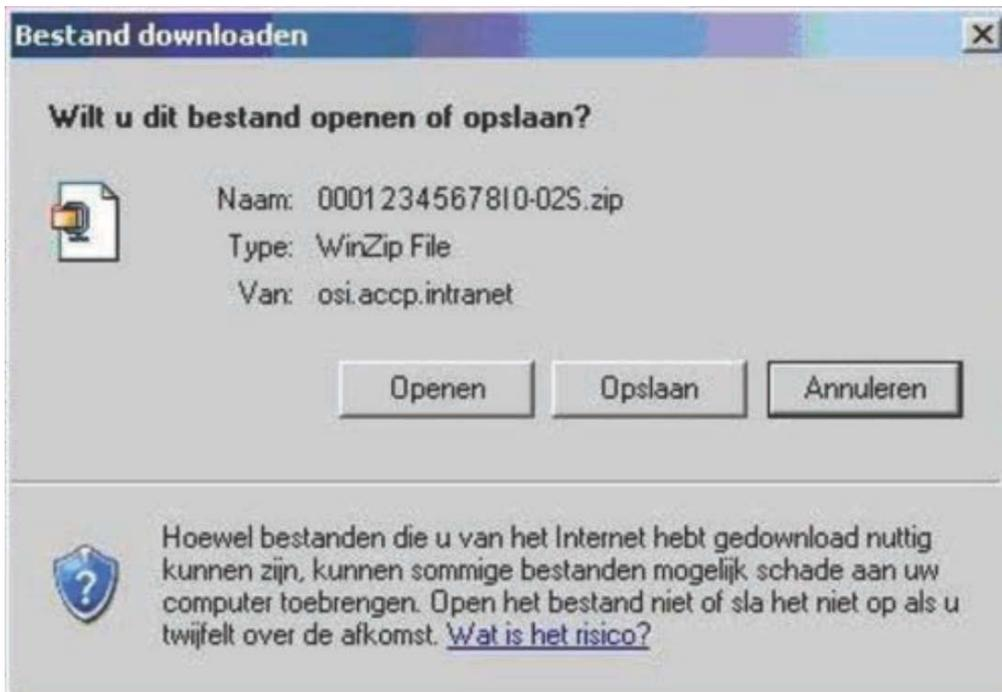 Bestand downloaden
Wilt u dit bestand openen of opslaan?
Naam: 00012345678I0-02S.zip
Type: WinZip File
Van: osi.accp.intranet
Openen Opslaan Annuleren
Hoewel bestanden die u van het Internet hebt gedownload nuttig
kunnen zijn, kunnen sommige bestanden mogelijk schade aan uw
computer toebrengen. Open het bestand niet of sla het niet op als u
twijfelt over de afkomst. Wat is het risico?